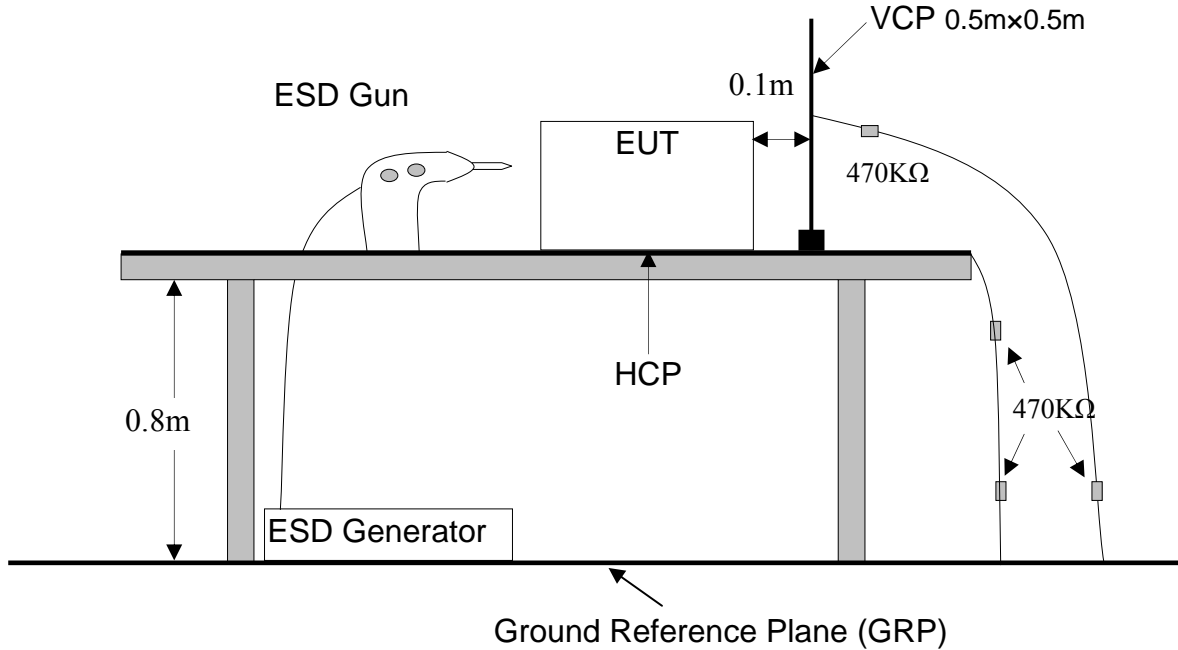 VCP 0.5m×0.5m
0.1m
ESD Gun
EUT
470KΩ
HCP
0.8m
470KΩ
ESD Generator
Ground Reference Plane (GRP)